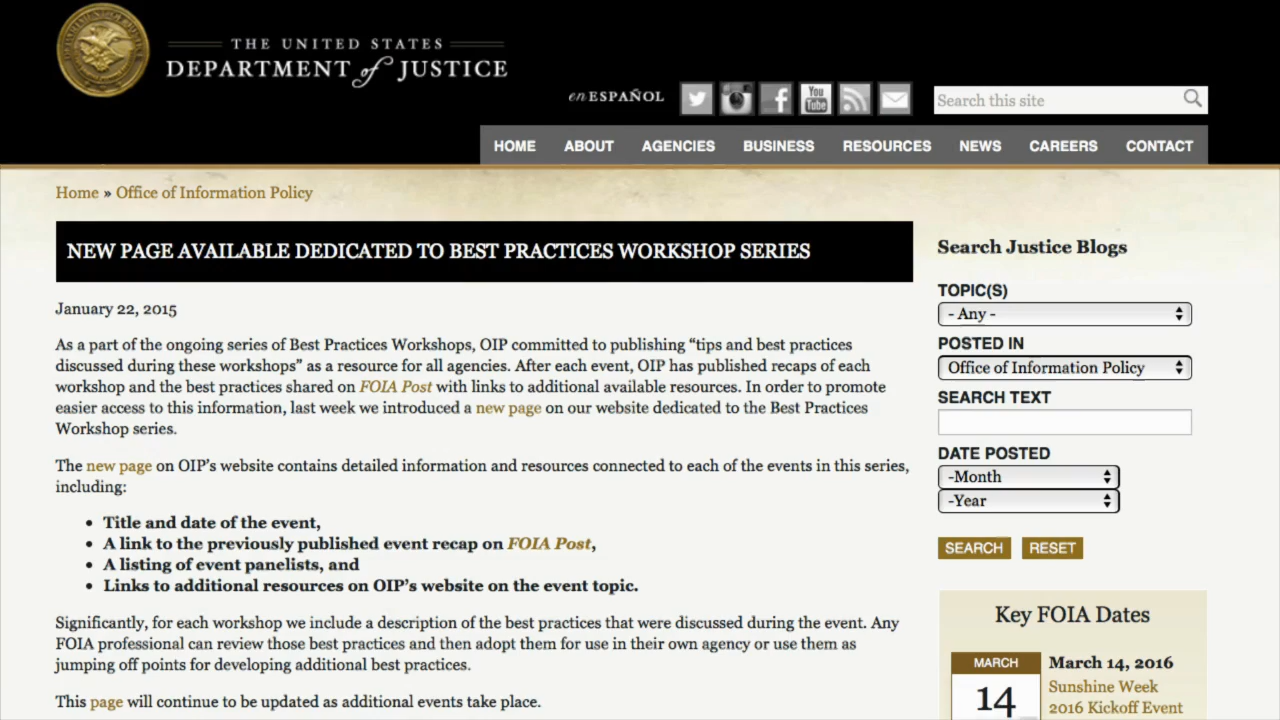 THE UNITED STATES
DEPARTMENT of JUSTICE
en ESPAÑOL
You
Tube
Search this site
HOME ABOUT AGENCIES BUSINESS RESOURCES NEWS CAREERS CONTACT
Home » Office of Information Policy
NEW PAGE AVAILABLE DEDICATED TO BEST PRACTICES WORKSHOP SERIES
January 22, 2015
As a part of the ongoing series of Best Practices Workshops, OIP committed to publishing “tips and best practices
discussed during these workshops” as a resource for all agencies. After each event, OIP has published recaps of each
workshop and the best practices shared on FOIA Post with links to additional available resources. In order to promote
easier access to this information, last week we introduced a new page on our website dedicated to the Best Practices
Workshop series.
The new page on OIP’s website contains detailed information and resources connected to each of the events in this series,
including:
• Title and date of the event,
• A link to the previously published event recap on FOIA Post,
• A listing of event panelists, and
• Links to additional resources on OIP’s website on the event topic.
Significantly, for each workshop we include a description of the best practices that were discussed during the event. Any
FOIA professional can review those best practices and then adopt them for use in their own agency or use them as
jumping off points for developing additional best practices.
This page will continue to be updated as additional events take place.
Search Justice Blogs
TOPIC(S)
- Any -
POSTED IN
Office of Information Policy
SEARCH TEXT
DATE POSTED
-Month
-Year
SEARCH RESET
Key FOIA Dates
MARCH
14
March 14, 2016
Sunshine Week
2016 Kickoff Event